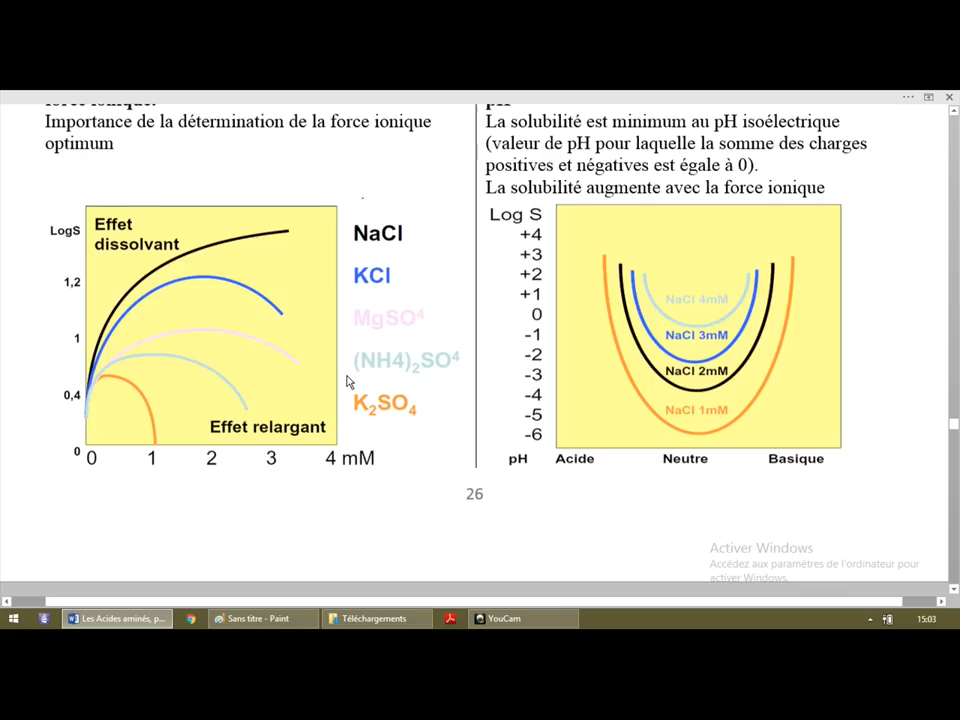 force ionique.
Importance de la détermination de la force ionique
optimum
Effet
dissolvant
LogS
1,2
1
0,4
0
0 1 2 3 4 mM
Effet relargant
NaCl
KCl
MgSO⁴
(NH4)₂SO⁴
K₂SO₄
pH
La solubilité est minimum au pH isoélectrique
(valeur de pH pour laquelle la somme des charges
positives et négatives est égale à 0).
La solubilité augmente avec la force ionique
Log S
+4
+3
+2
+1
0
-1
-2
-3
-4
-5
-6
NaCl 4mM
NaCl 3mM
NaCl 2mM
NaCl 1mM
pH Acide Neutre Basique
26
Activer Windows
Accédez aux paramètres de l'ordinateur pour
activer Windows.
Les Acides aminés, p... Sans titre - Paint Téléchargements YouCam 15:03